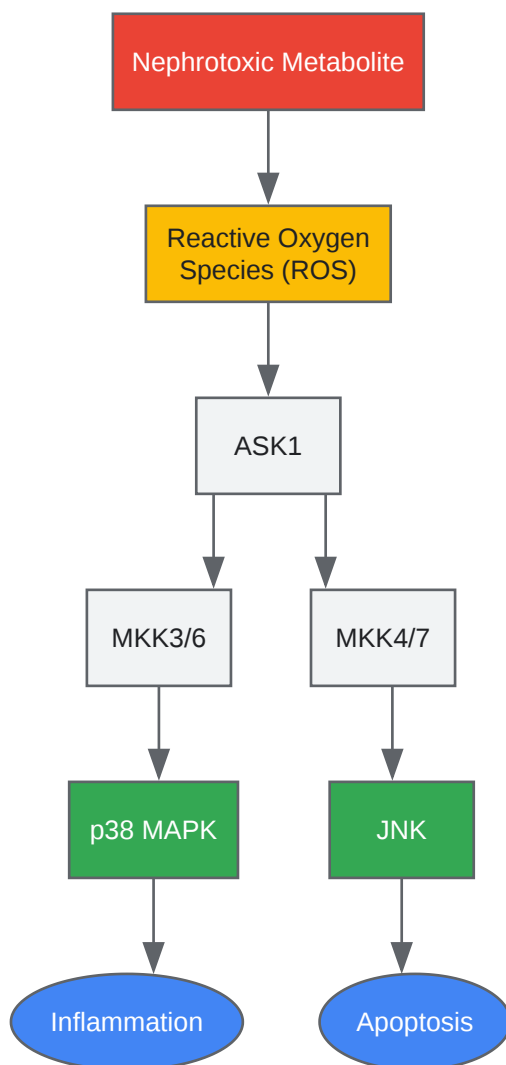 Nephrotoxic Metabolite
Reactive Oxygen
Species (ROS)
ASK1
MKK3/6
MKK4/7
p38 MAPK
JNK
Inflammation
Apoptosis